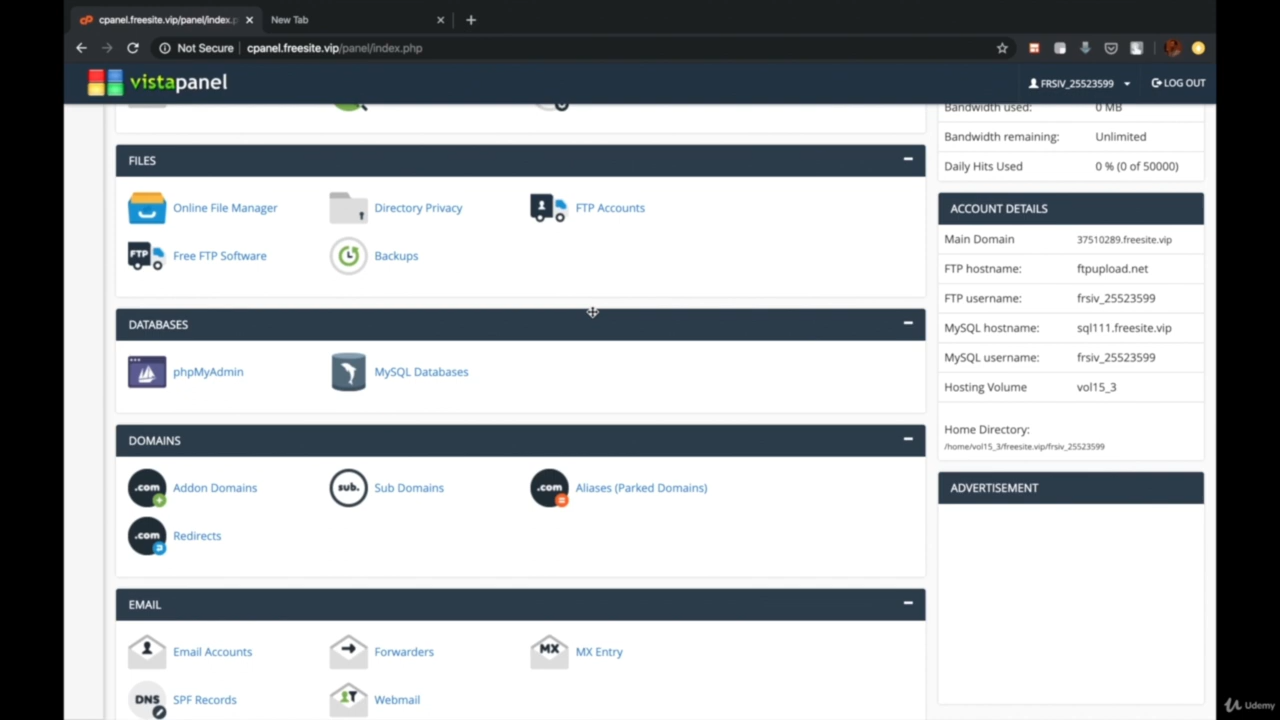 cpanel.freesite.vip/panel/index.p
New Tab
Not Secure
cpanel.freesite.vip/panel/index.php
vistapanel
FRSIV_25523599
LOG OUT
Bandwidth used: 0 MB
Bandwidth remaining: Unlimited
Daily Hits Used 0 % (0 of 50000)
FILES
Online File Manager
Directory Privacy
FTP Accounts
FTP
Free FTP Software
Backups
DATABASES
phpMyAdmin
MySQL Databases
DOMAINS
.com
Addon Domains
sub.
Sub Domains
.com
Aliases (Parked Domains)
.com
Redirects
EMAIL
Email Accounts
Forwarders
MX
MX Entry
DNS
SPF Records
Webmail
ACCOUNT DETAILS
Main Domain 37510289.freesite.vip
FTP hostname: ftpupload.net
FTP username: frsiv_25523599
MySQL hostname: sql111.freesite.vip
MySQL username: frsiv_25523599
Hosting Volume vol15_3
Home Directory:
/home/vol15_3/freesite.vip/frsiv_25523599
ADVERTISEMENT
Udemy